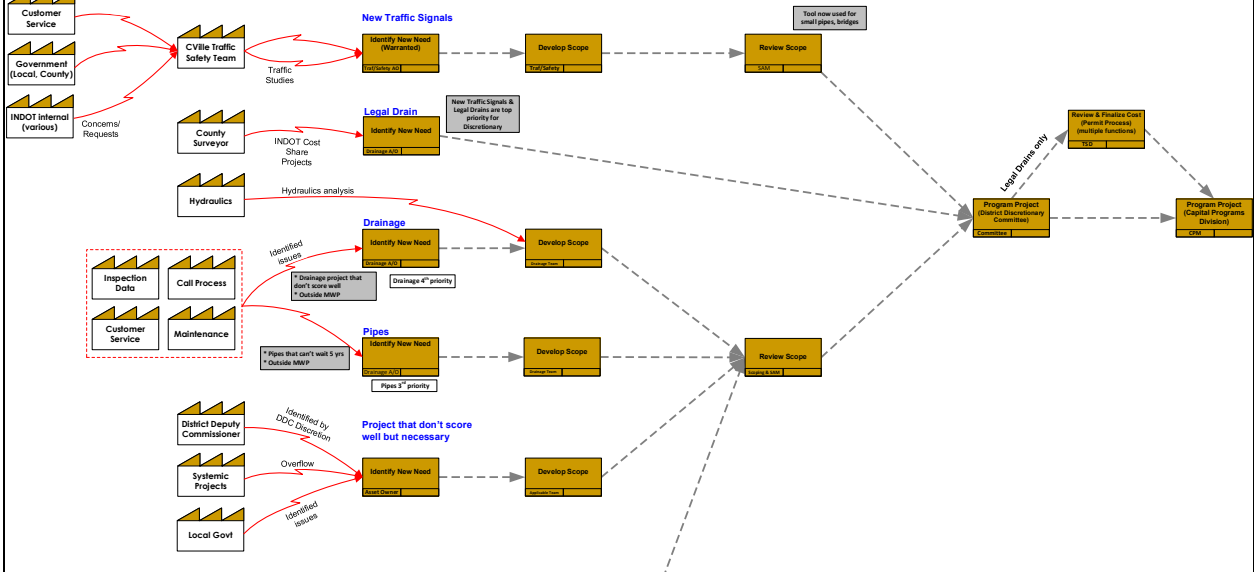 Customer
Service
Government
(Local, County)
INDOT internal
(various)
Concerns/
Requests
CVille Traffic
Safety Team
Traffic
Studies
New Traffic Signals
Identify New Need
(Warranted)
Traf/Safety AO
Develop Scope
Traf/Safety
Review Scope
SAM
Tool now used for
small pipes, bridges
County
Surveyor
INDOT Cost
Share
Projects
Legal Drain
Identify New Need
Drainage A/O
New Traffic Signals &
Legal Drains are top
priority for
Discretionary
Legal Drains only
Review & Finalize Cost
(Permit Process)
(multiple functions)
TSD
Program Project
(District Discretionary
Committee)
Committee
Program Project
(Capital Programs
Division)
CPM
Hydraulics
Hydraulics analysis
Drainage
Identify New Need
Drainage A/O
Develop Scope
Drainage Team
Identified
issues
* Drainage project that
don't score well
* Outside MWP
Drainage 4th priority
Inspection
Data
Call Process
Customer
Service
Maintenance
Pipes
Identify New Need
Drainage A/O
* Pipes that can't wait 5 yrs
* Outside MWP
Pipes 3rd priority
Develop Scope
Drainage Team
Review Scope
Scoping & SAM
District Deputy
Commissioner
Identified by
DDC Discretion
Systemic
Projects
Overflow
Local Govt
Identified
issues
Project that don't score
well but necessary
Identify New Need
Asset Owner
Develop Scope
Applicable Team